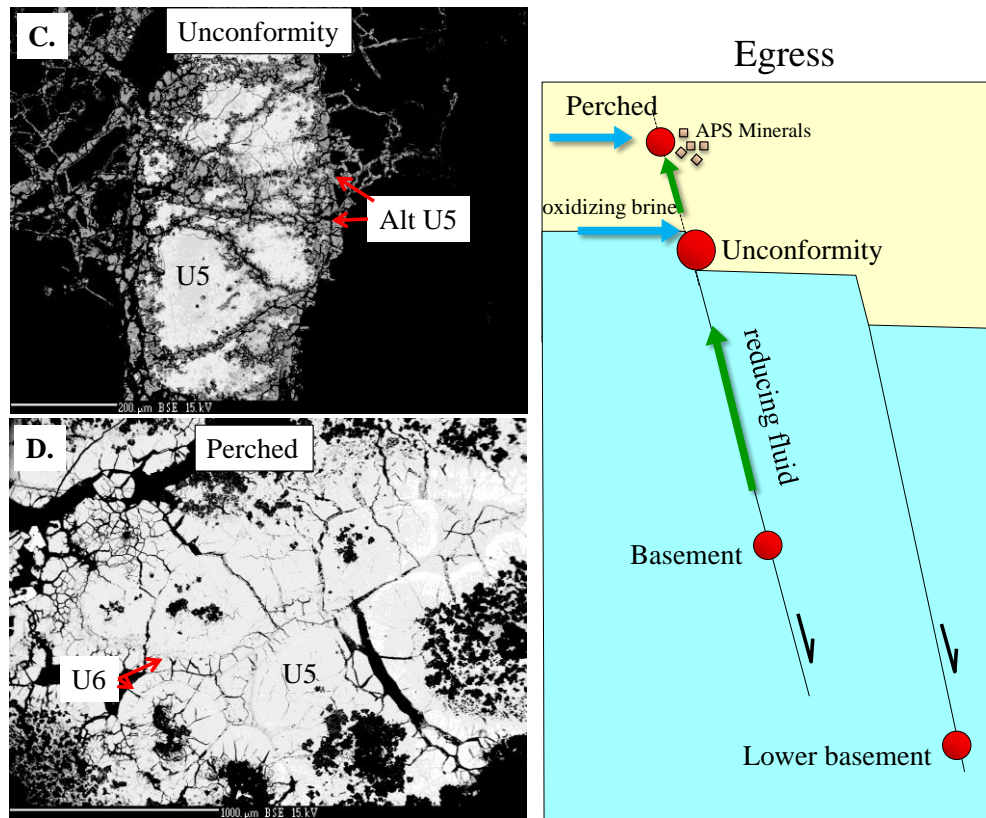 C.
Unconformity
Alt U5
U5
200.µm BSE 15.kV
D.
Perched
U6
U5
1000.µm BSE 15.kV
Egress
Perched
APS Minerals
oxidizing brine
Unconformity
reducing fluid
Basement
Lower basement